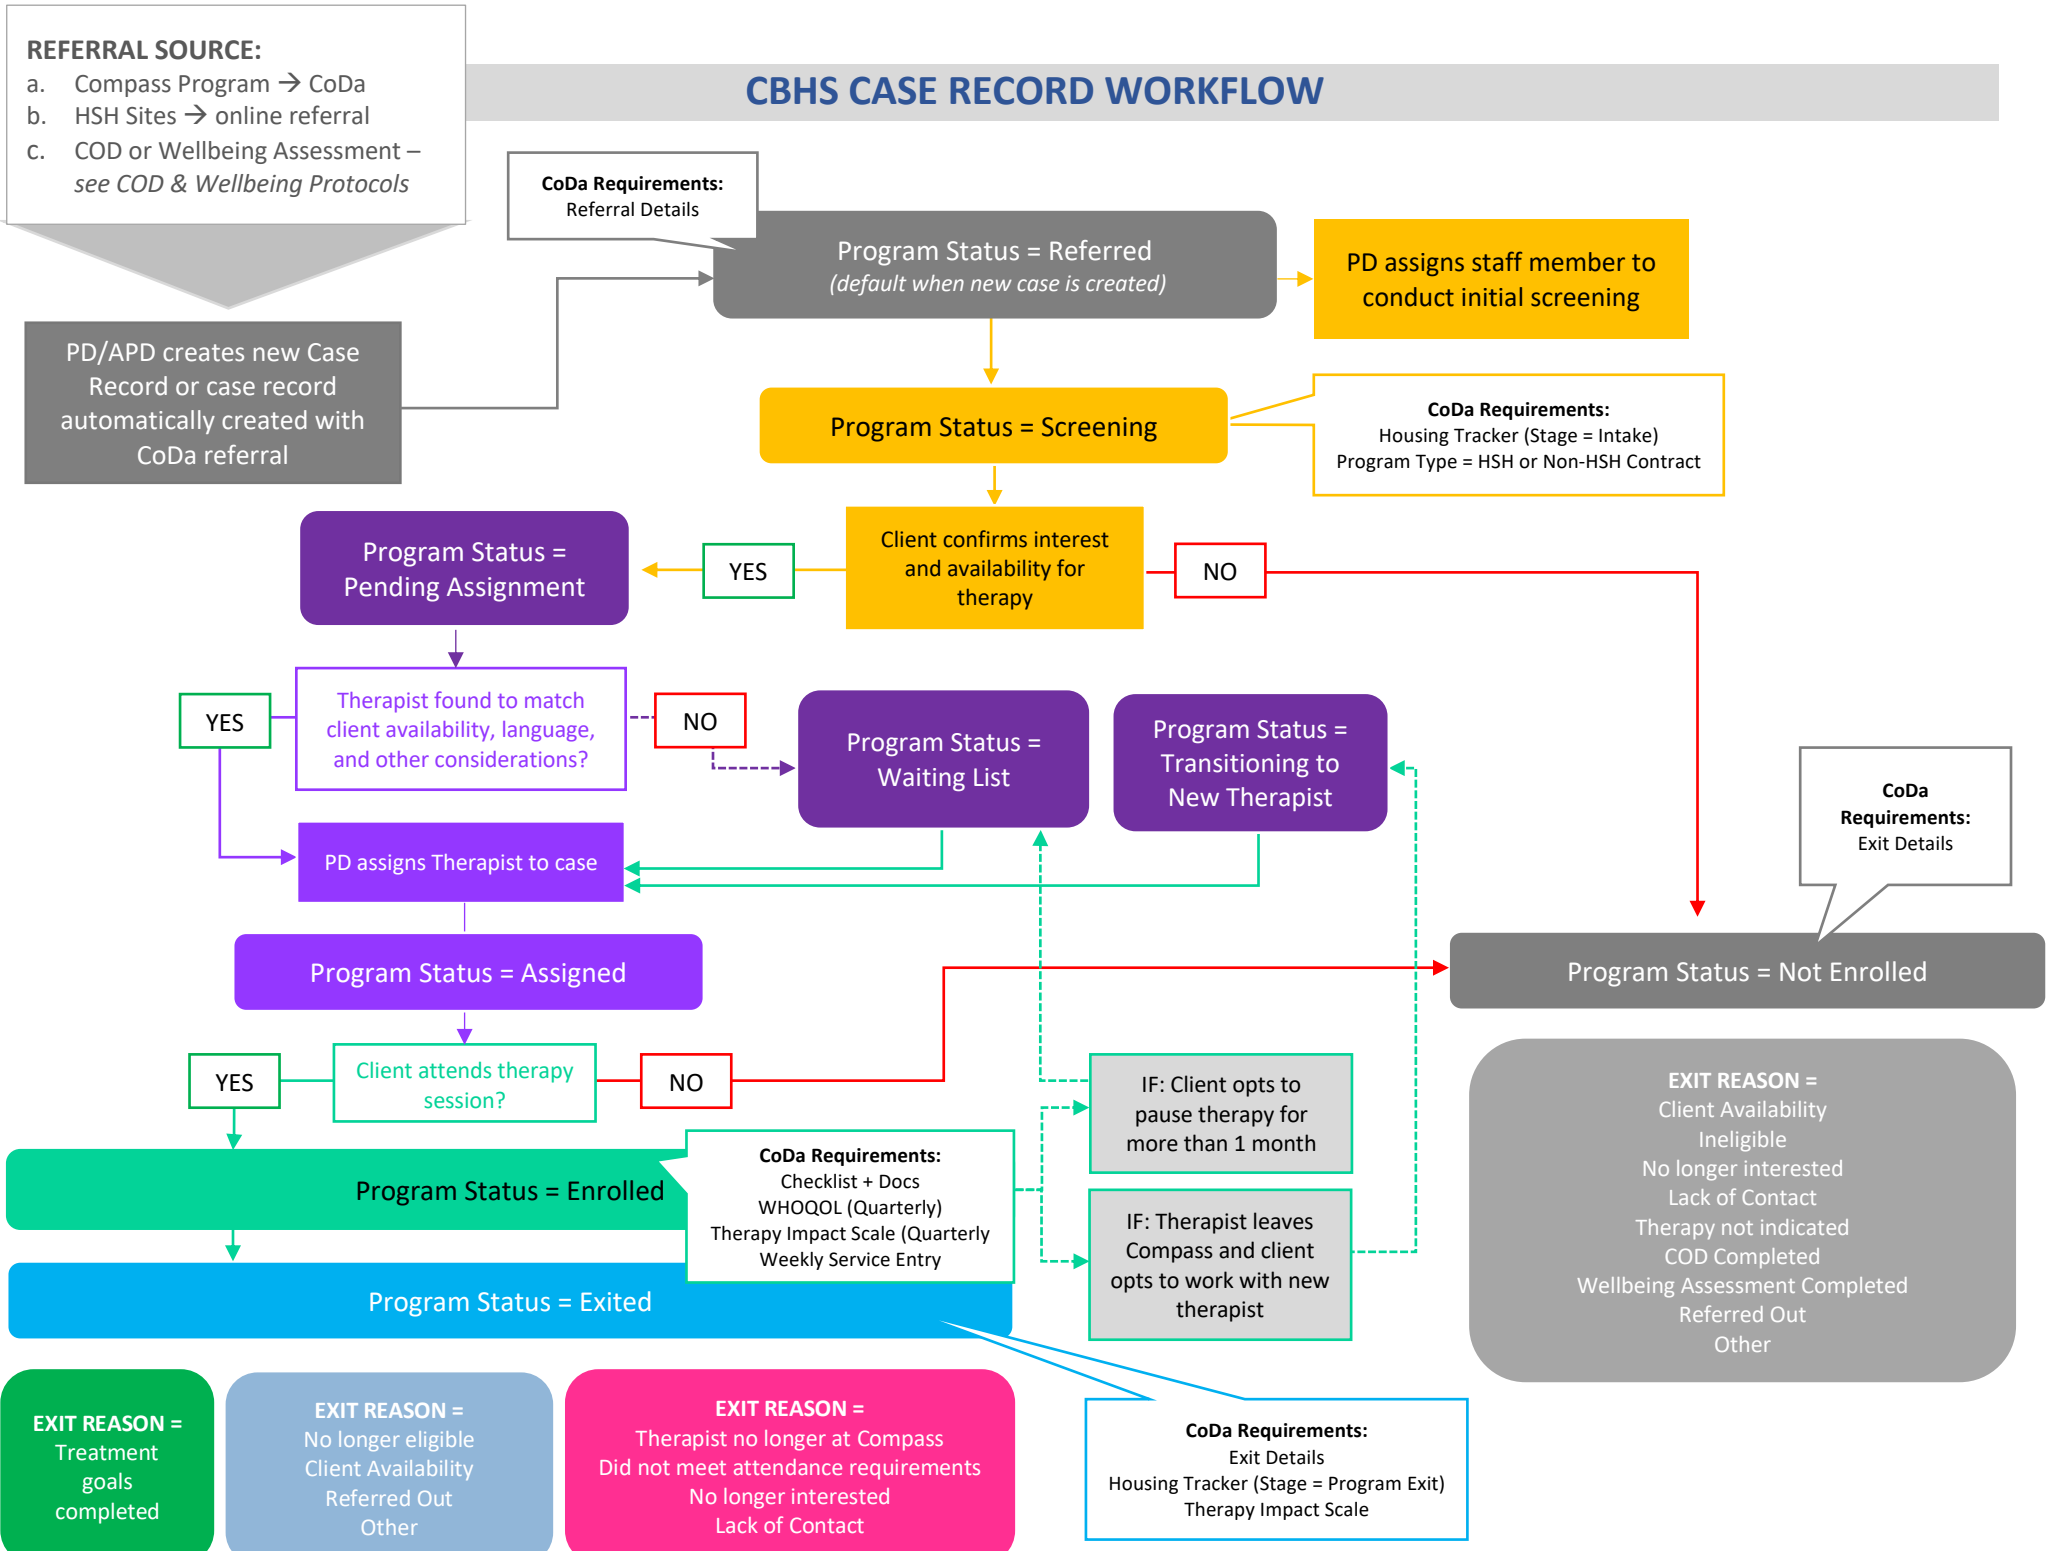 REFERRAL SOURCE:
a. Compass Program → CoDa
b. HSH Sites → online referral
c. COD or Wellbeing Assessment –
see COD & Wellbeing Protocols
CBHS CASE RECORD WORKFLOW
CoDa Requirements:
Referral Details
Program Status = Referred
(default when new case is created)
PD assigns staff member to
conduct initial screening
PD/APD creates new Case
Record or case record
automatically created with
CoDa referral
Program Status = Screening
CoDa Requirements:
Housing Tracker (Stage = Intake)
Program Type = HSH or Non-HSH Contract
Program Status =
Pending Assignment
YES
Client confirms interest
and availability for
therapy
NO
YES
Therapist found to match
client availability, language,
and other considerations?
NO
Program Status =
Waiting List
Program Status =
Transitioning to
New Therapist
CoDa
Requirements:
Exit Details
PD assigns Therapist to case
Program Status = Assigned
Program Status = Not Enrolled
YES
Client attends therapy
session?
NO
IF: Client opts to
pause therapy for
more than 1 month
EXIT REASON =
Client Availability
Ineligible
No longer interested
Lack of Contact
Therapy not indicated
COD Completed
Wellbeing Assessment Completed
Referred Out
Other
Program Status = Enrolled
CoDa Requirements:
Checklist + Docs
WHOQOL (Quarterly)
Therapy Impact Scale (Quarterly
Weekly Service Entry
IF: Therapist leaves
Compass and client
opts to work with new
therapist
Program Status = Exited
EXIT REASON =
Treatment
goals
completed
EXIT REASON =
No longer eligible
Client Availability
Referred Out
Other
EXIT REASON =
Therapist no longer at Compass
Did not meet attendance requirements
No longer interested
Lack of Contact
CoDa Requirements:
Exit Details
Housing Tracker (Stage = Program Exit)
Therapy Impact Scale